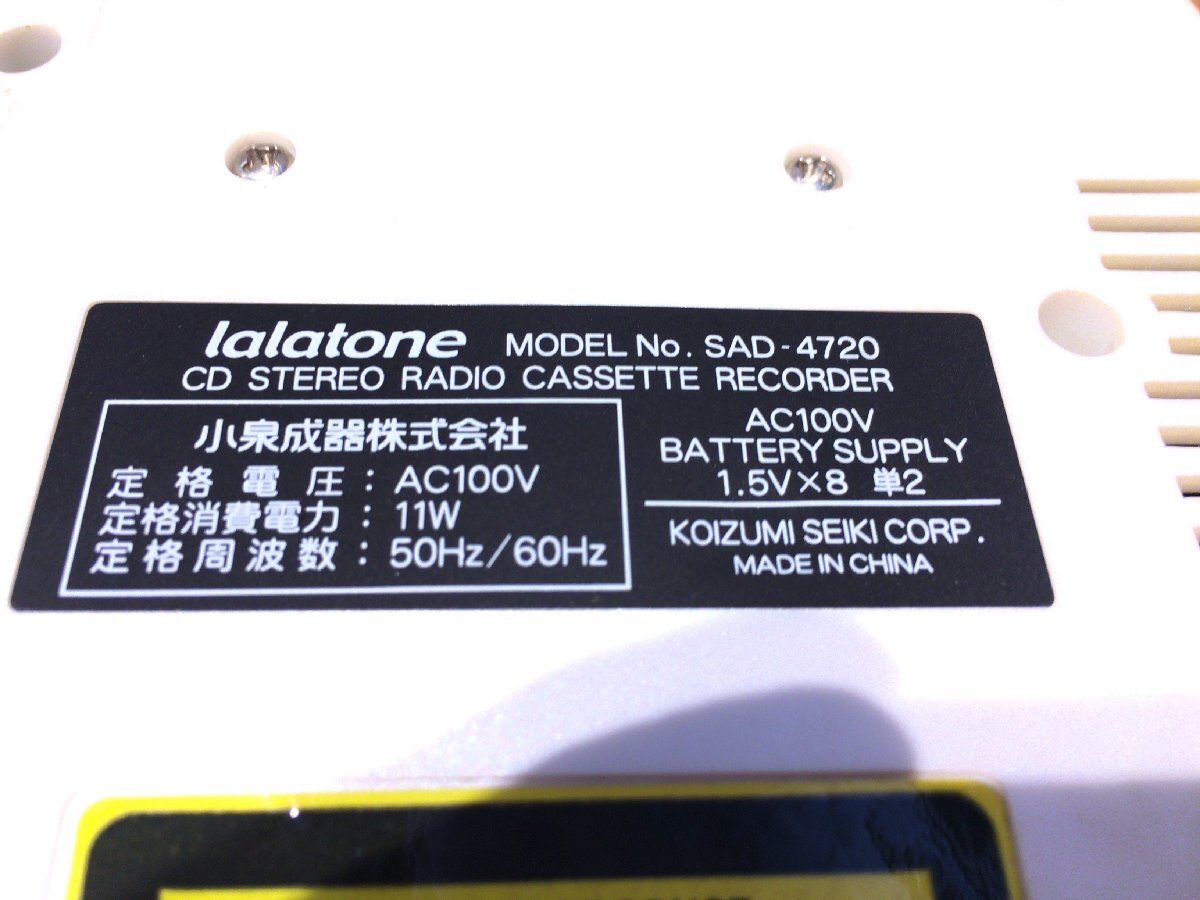 lalatone MODEL No. SAD-4720
CD STEREO RADIO CASSETTE RECORDER
小泉成器株式会社
定格電圧：AC100V
定格消費電力：11W
定格周波数：50Hz/60Hz
AC100V
BATTERY SUPPLY
1.5V×8 単2
KOIZUMI SEIKI CORP.
MADE IN CHINA